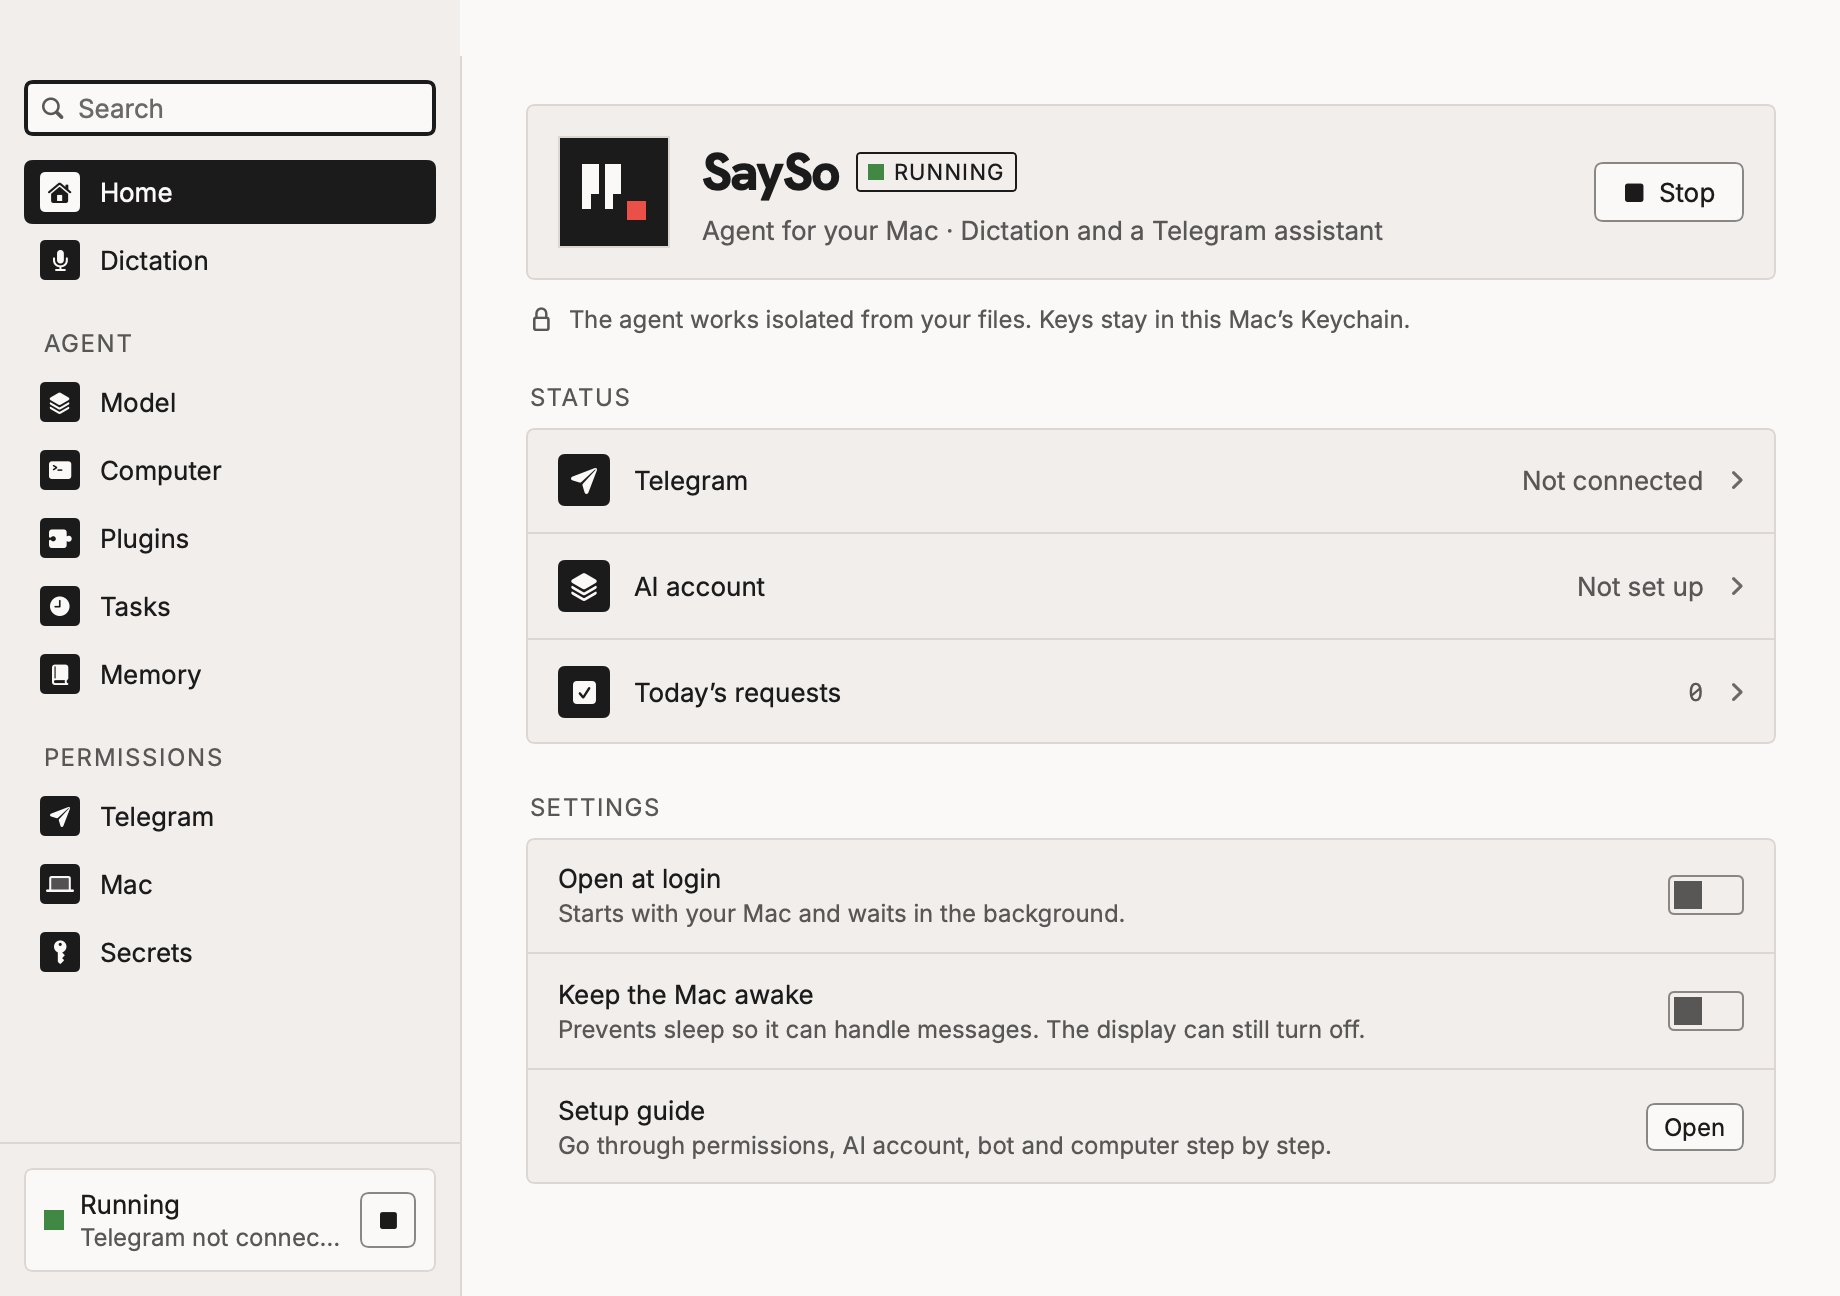 Search
Home
Dictation
AGENT
Model
Computer
Plugins
Tasks
Memory
PERMISSIONS
Telegram
Mac
Secrets
Running
Telegram not connec...
SaySo
RUNNING
Agent for your Mac · Dictation and a Telegram assistant
Stop
The agent works isolated from your files. Keys stay in this Mac’s Keychain.
STATUS
Telegram Not connected
AI account Not set up
Today’s requests 0
SETTINGS
Open at login
Starts with your Mac and waits in the background.
Keep the Mac awake
Prevents sleep so it can handle messages. The display can still turn off.
Setup guide
Go through permissions, AI account, bot and computer step by step.
Open